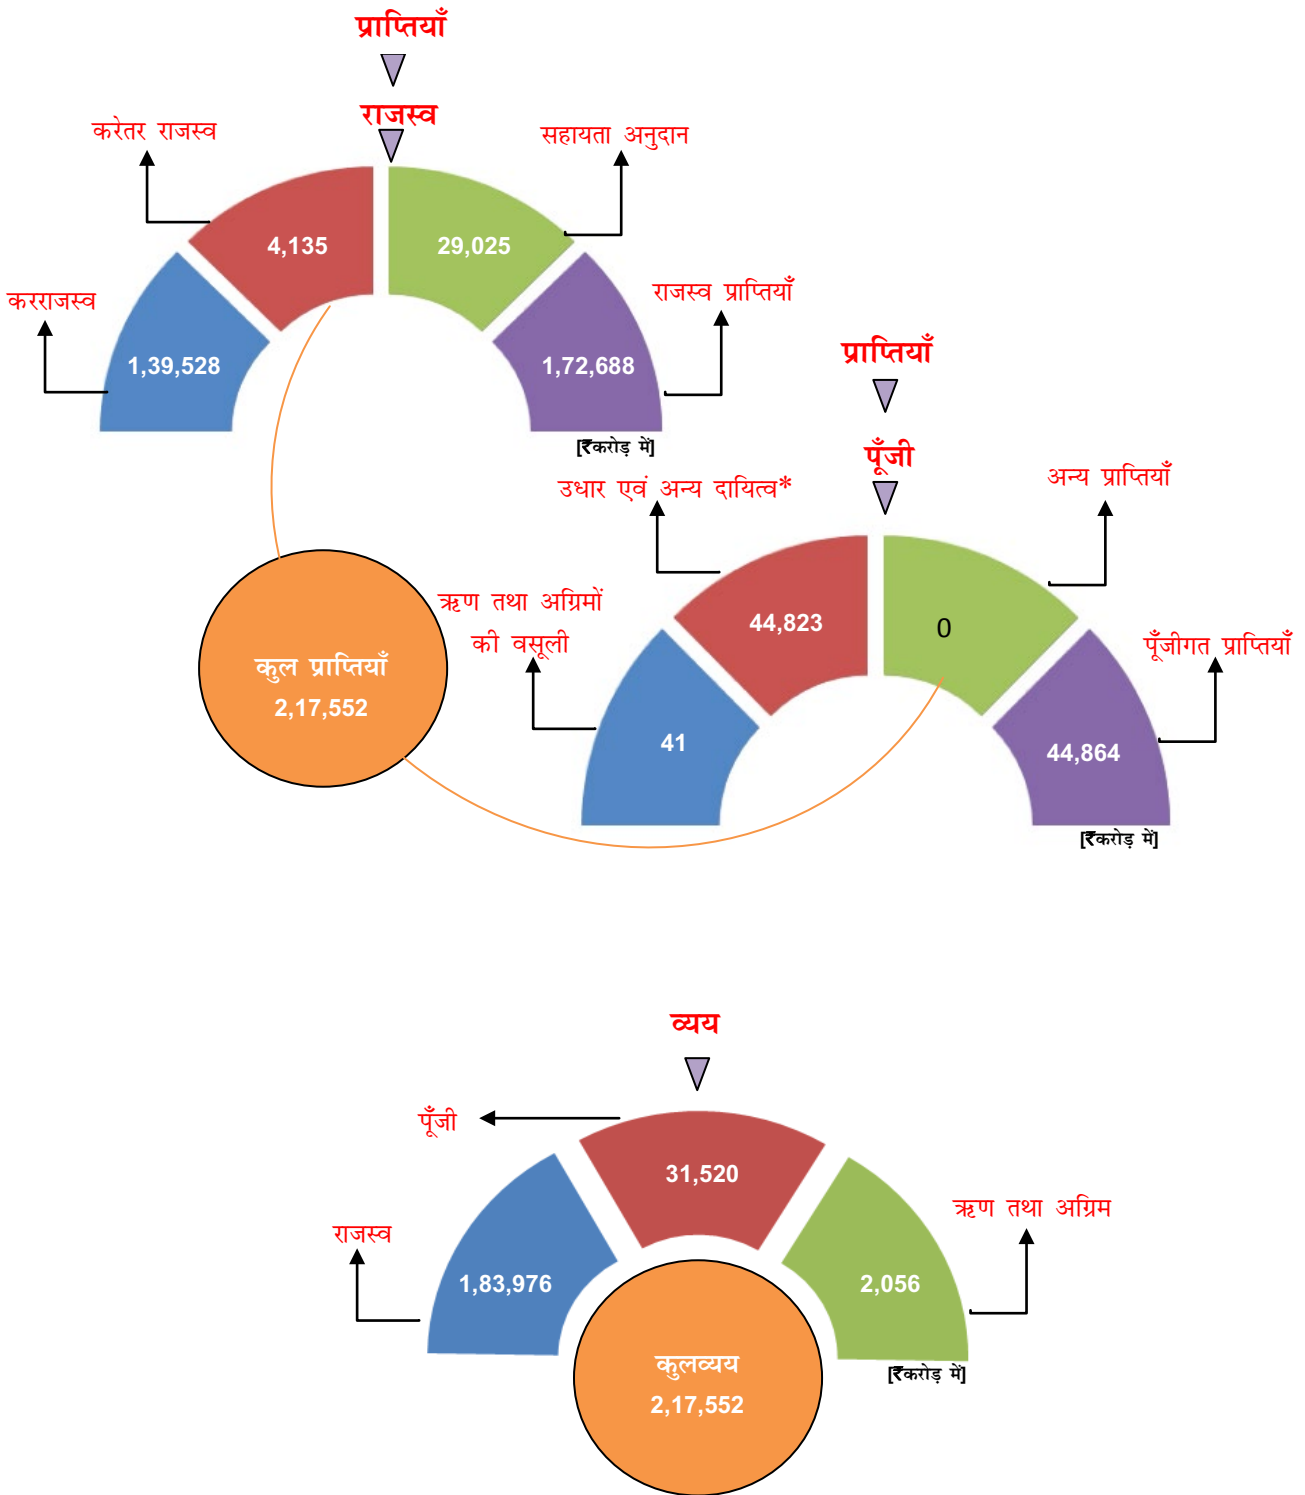 प्राप्तियाँ
राजस्व
करेतर राजस्व
सहायता अनुदान
4,135
29,025
करराजस्व
राजस्व प्राप्तियाँ
1,39,528
1,72,688
[₹करोड़ में]
प्राप्तियाँ
पूँजी
उधार एवं अन्य दायित्व*
अन्य प्राप्तियाँ
ऋण तथा अग्रिमों
की वसूली
44,823
0
पूँजीगत प्राप्तियाँ
41
44,864
[₹करोड़ में]
कुल प्राप्तियाँ
2,17,552
व्यय
पूँजी
31,520
राजस्व
ऋण तथा अग्रिम
1,83,976
2,056
[₹करोड़ में]
कुलव्यय
2,17,552